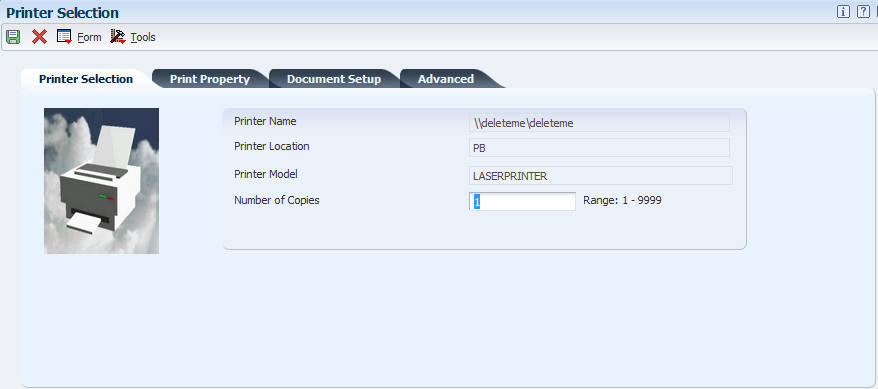 Printer Selection
Form Tools
Printer Selection Print Property Document Setup Advanced
Printer Name \\deleteme\deleteme
Printer Location PB
Printer Model LASERPRINTER
Number of Copies 1 Range: 1 - 9999